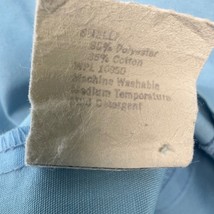 65% Polyester
35% Cotton
Machine Washable
Medium Temperature
Mild Detergent